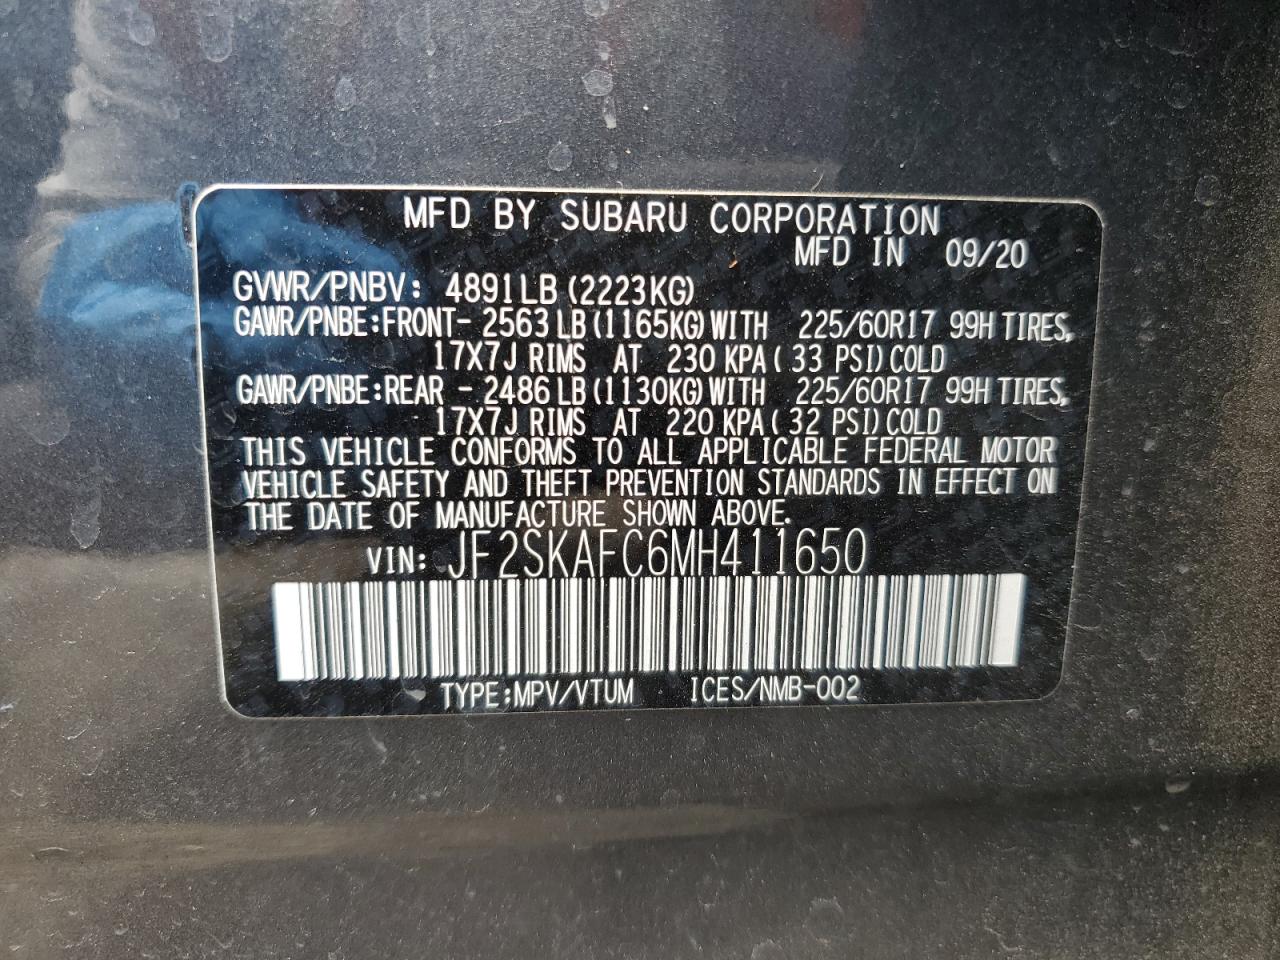 MFD BY SUBARU CORPORATION
MFD IN 09/20
GVWR/PNBV: 4891LB (2223KG)
GAWR/PNBE:FRONT- 2563 LB (1165KG) WITH 225/60R17 99H TIRES,
17X7J RIMS AT 230 KPA ( 33 PSI) COLD
GAWR/PNBE:REAR - 2486 LB (1130KG) WITH 225/60R17 99H TIRES,
17X7J RIMS AT 220 KPA ( 32 PSI) COLD
THIS VEHICLE CONFORMS TO ALL APPLICABLE FEDERAL MOTOR
VEHICLE SAFETY AND THEFT PREVENTION STANDARDS IN EFFECT ON
THE DATE OF MANUFACTURE SHOWN ABOVE.
VIN: JF2SKAFC6MH411650
TYPE:MPV/VTUM ICES/NMB-002